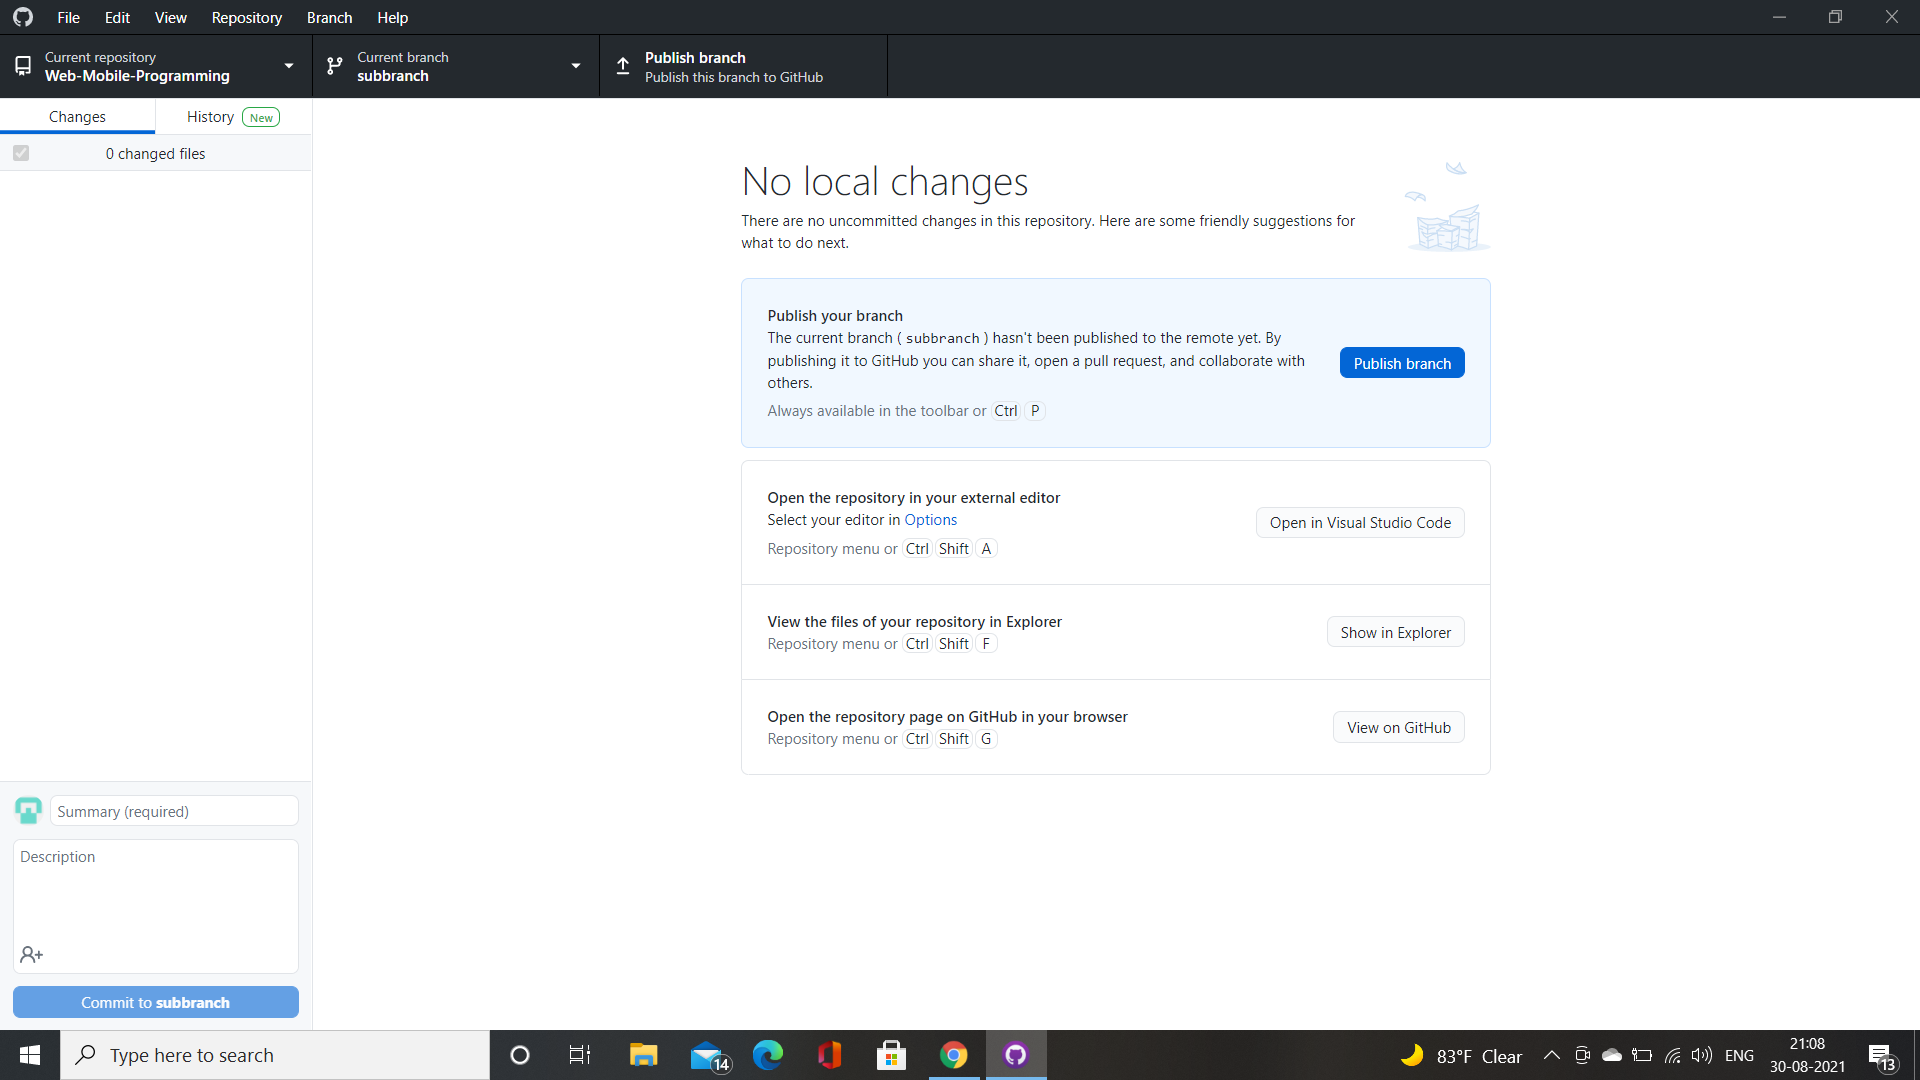 File Edit View Repository Branch Help
Current repository
Web-Mobile-Programming
Current branch
subbranch
Publish branch
Publish this branch to GitHub
Changes
History New
0 changed files
No local changes
There are no uncommitted changes in this repository. Here are some friendly suggestions for
what to do next.
Publish your branch
The current branch ( subbranch ) hasn't been published to the remote yet. By
publishing it to GitHub you can share it, open a pull request, and collaborate with
others.
Always available in the toolbar or Ctrl P
Publish branch
Open the repository in your external editor
Select your editor in Options
Repository menu or Ctrl Shift A
Open in Visual Studio Code
View the files of your repository in Explorer
Repository menu or Ctrl Shift F
Show in Explorer
Open the repository page on GitHub in your browser
Repository menu or Ctrl Shift G
View on GitHub
Summary (required)
Description
Commit to subbranch
Type here to search
14
83°F Clear
ENG
21:08
30-08-2021
13